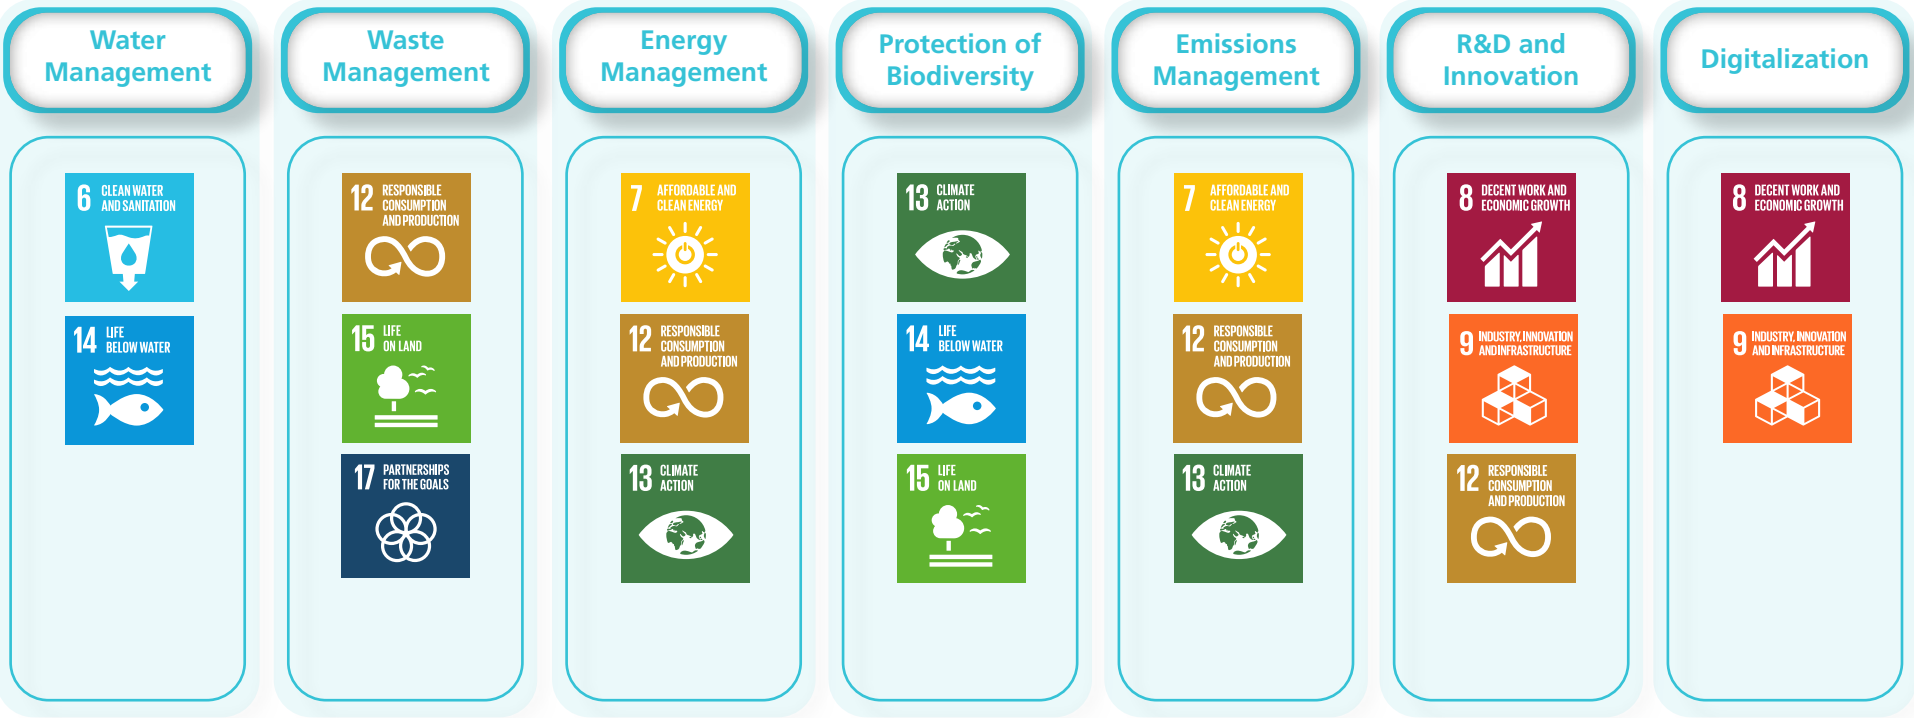 Water
Management
Waste
Management
Energy
Management
Protection of
Biodiversity
Emissions
Management
R&D and
Innovation
Digitalization
6 CLEAN WATER
AND SANITATION
14 LIFE
BELOW WATER
12 RESPONSIBLE
CONSUMPTION
AND PRODUCTION
15 LIFE
ON LAND
17 PARTNERSHIPS
FOR THE GOALS
7 AFFORDABLE AND
CLEAN ENERGY
12 RESPONSIBLE
CONSUMPTION
AND PRODUCTION
13 CLIMATE
ACTION
13 CLIMATE
ACTION
14 LIFE
BELOW WATER
15 LIFE
ON LAND
7 AFFORDABLE AND
CLEAN ENERGY
12 RESPONSIBLE
CONSUMPTION
AND PRODUCTION
13 CLIMATE
ACTION
8 DECENT WORK AND
ECONOMIC GROWTH
9 INDUSTRY, INNOVATION
AND INFRASTRUCTURE
12 RESPONSIBLE
CONSUMPTION
AND PRODUCTION
8 DECENT WORK AND
ECONOMIC GROWTH
9 INDUSTRY, INNOVATION
AND INFRASTRUCTURE